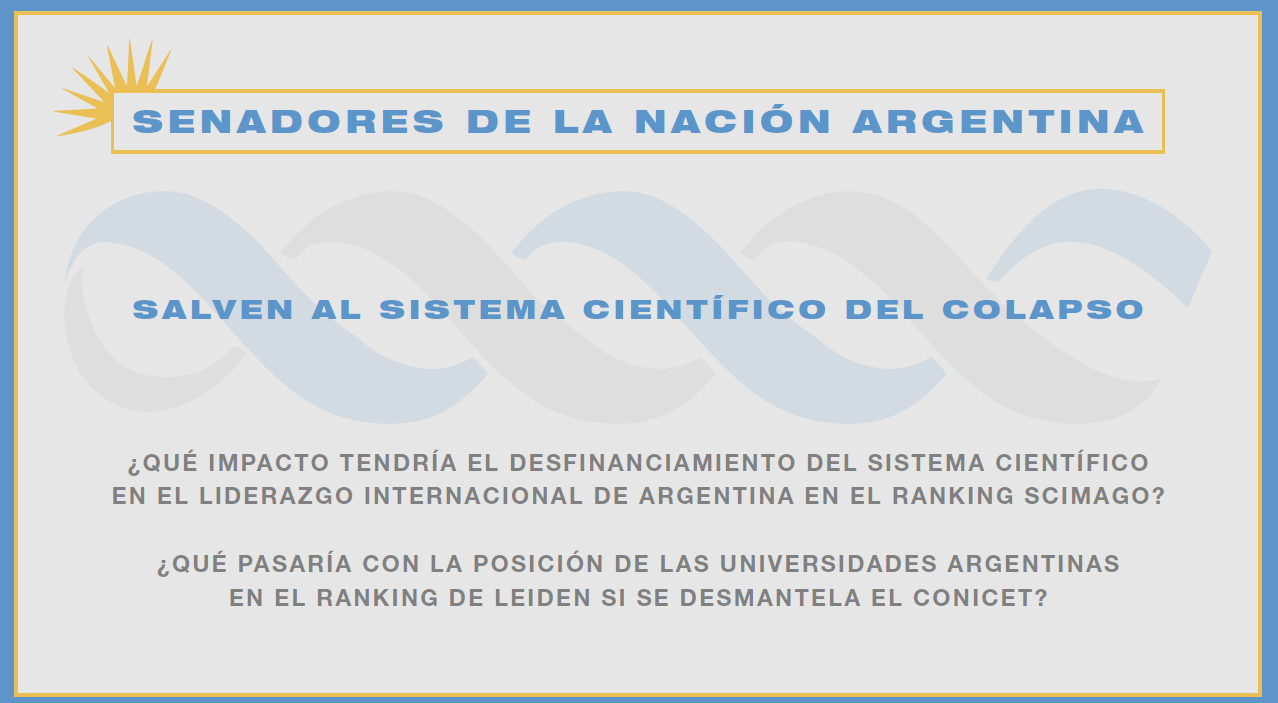 SENADORES DE LA NACIÓN ARGENTINA
SALVEN AL SISTEMA CIENTÍFICO DEL COLAPSO
¿QUÉ IMPACTO TENDRÍA EL DESFINANCIAMIENTO DEL SISTEMA CIENTÍFICO
EN EL LIDERAZGO INTERNACIONAL DE ARGENTINA EN EL RANKING SCIMAGO?
¿QUÉ PASARÍA CON LA POSICIÓN DE LAS UNIVERSIDADES ARGENTINAS
EN EL RANKING DE LEIDEN SI SE DESMANTELA EL CONICET?